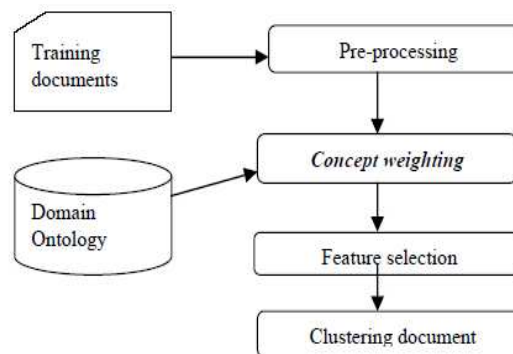 Training
documents
Pre-processing
Concept weighting
Domain
Ontology
Feature selection
Clustering document